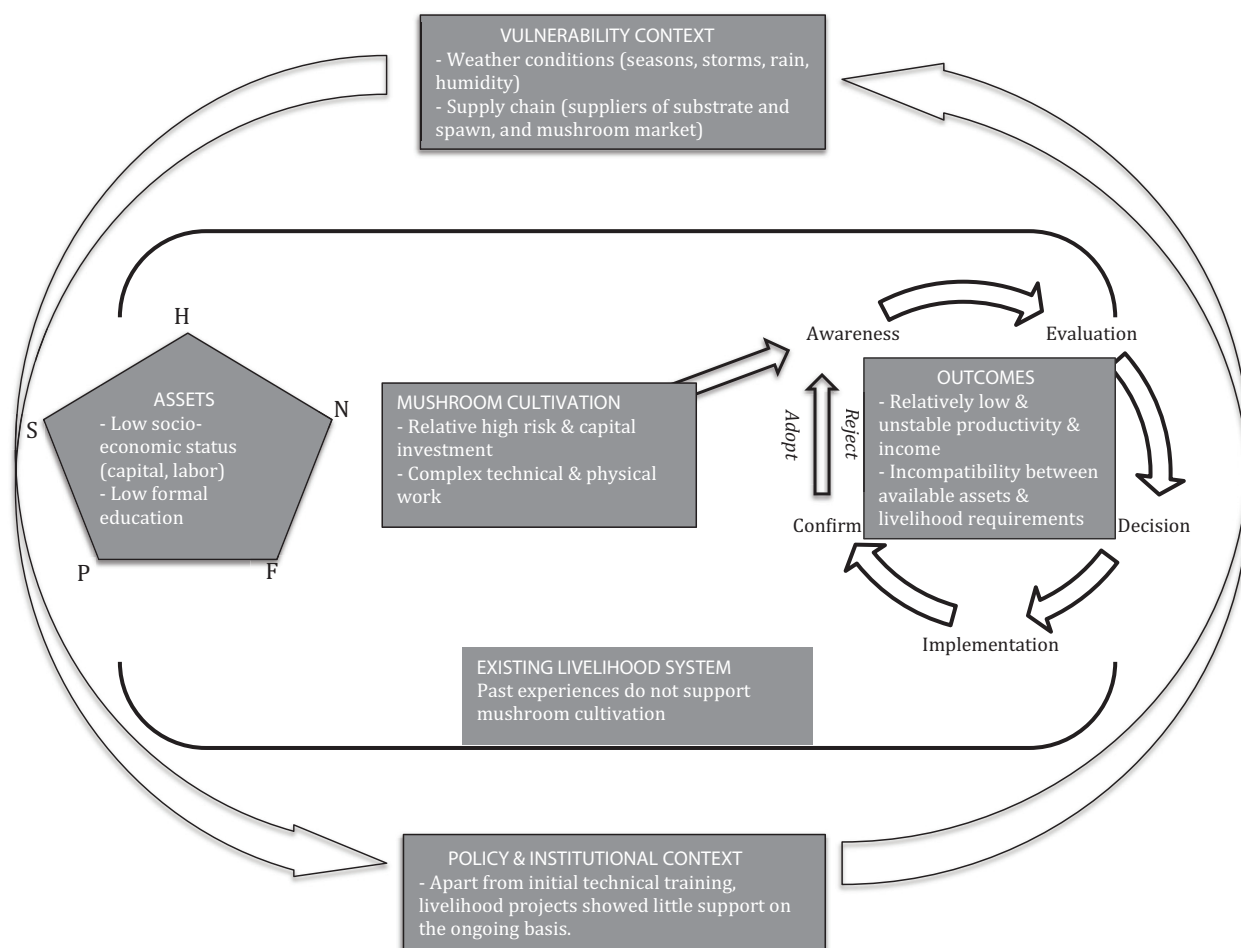 VULNERABILITY CONTEXT
- Weather conditions (seasons, storms, rain,
humidity)
- Supply chain (suppliers of substrate and
spawn, and mushroom market)
H
S
N
P
F
ASSETS
- Low socio-
economic status
(capital, labor)
- Low formal
education
MUSHROOM CULTIVATION
- Relative high risk & capital
investment
- Complex technical & physical
work
Awareness
Evaluation
Adopt
Reject
OUTCOMES
- Relatively low &
unstable productivity &
income
- Incompatibility between
available assets &
livelihood requirements
Confirm
Decision
Implementation
EXISTING LIVELIHOOD SYSTEM
Past experiences do not support
mushroom cultivation
POLICY & INSTITUTIONAL CONTEXT
- Apart from initial technical training,
livelihood projects showed little support on
the ongoing basis.